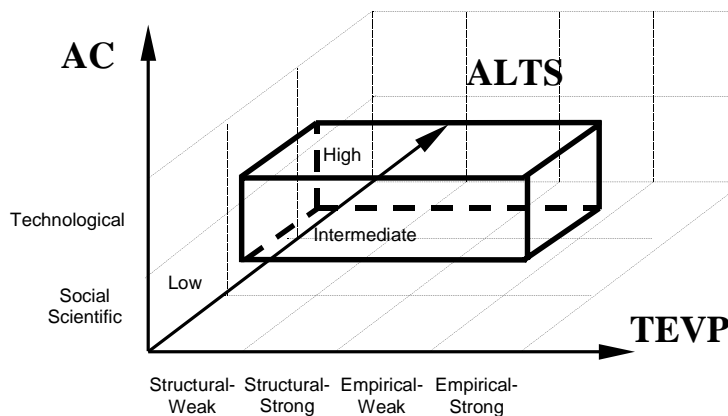 AC
ALTS
High
Technological
Intermediate
Low
Social
Scientific
TEVP
Structural-
Weak
Structural-
Strong
Empirical-
Weak
Empirical-
Strong